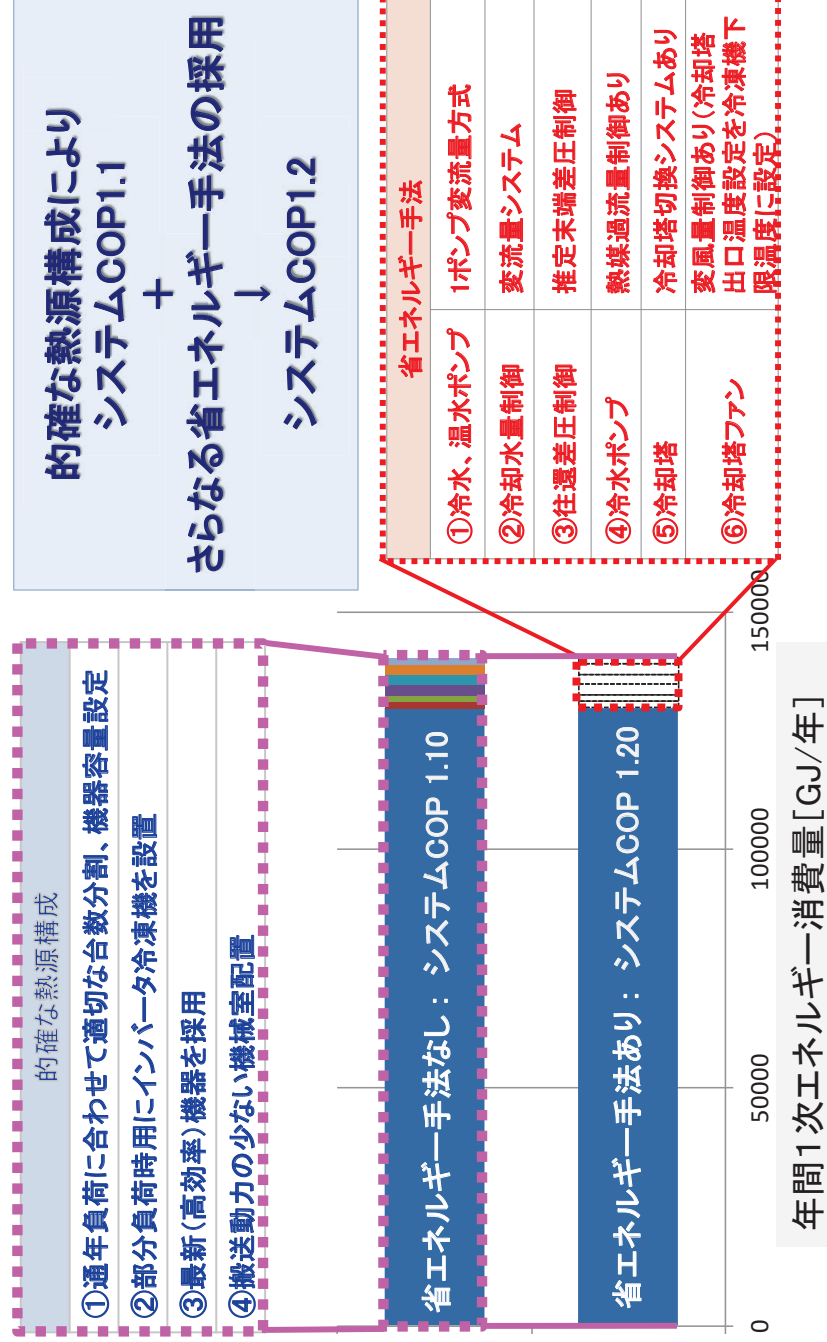 的確な熱源構成により
システムCOP1.1
＋
さらなる省エネルギー手法の採用
↓
システムCOP1.2
的確な熱源構成
①通年負荷に合わせて適切な台数分割、機器容量設定
②部分負荷時用にインバータ冷凍機を設置
③最新（高効率）機器を採用
④搬送動力の少ない機械室配置
省エネルギー手法
①冷水、温水ポンプ 1ポンプ変流量方式
②冷却水量制御 変流量システム
③往還差圧制御 推定末端差圧制御
④冷水ポンプ 熱媒過流量制御あり
⑤冷却塔 冷却塔切換システムあり
⑥冷却塔ファン 変風量制御あり（冷却塔
出口温度設定を冷凍機下
限温度に設定）
省エネルギー手法なし： システムCOP 1.10
省エネルギー手法あり： システムCOP 1.20
0 50000 100000 150000
年間1次エネルギー消費量[GJ/年]